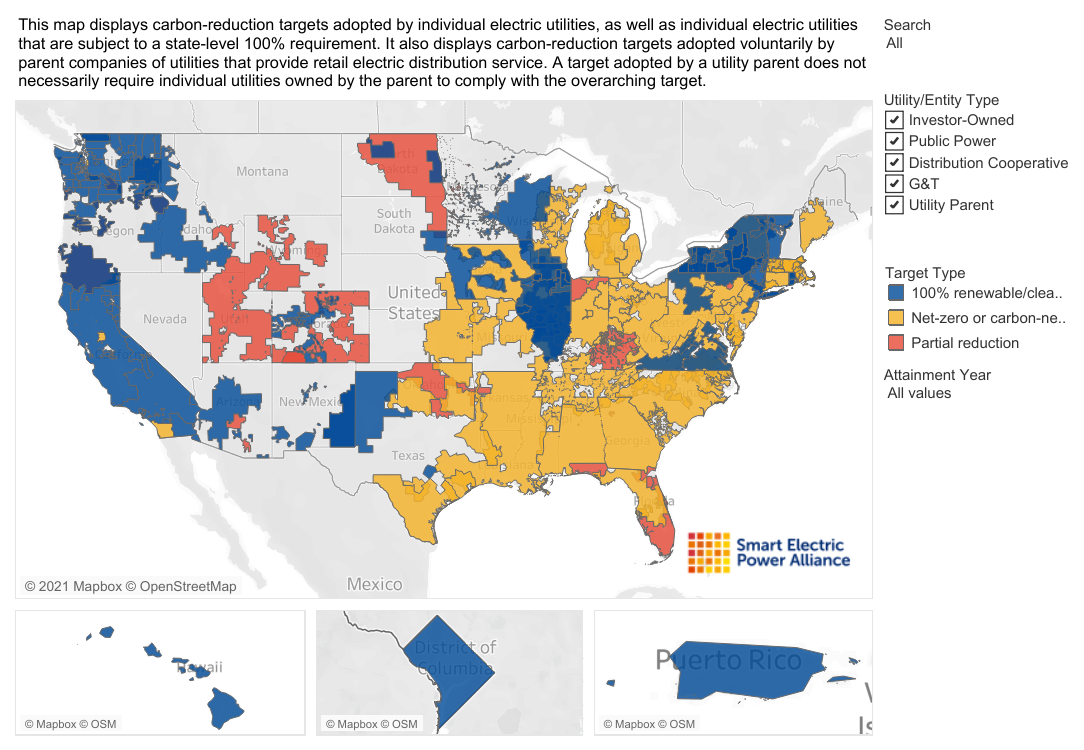 This map displays carbon-reduction targets adopted by individual electric utilities, as well as individual electric utilities
that are subject to a state-level 100% requirement. It also displays carbon-reduction targets adopted voluntarily by
parent companies of utilities that provide retail electric distribution service. A target adopted by a utility parent does not
necessarily require individual utilities owned by the parent to comply with the overarching target.
Search
All
Utility/Entity Type
Investor-Owned
Public Power
Distribution Cooperative
G&T
Utility Parent
Target Type
100% renewable/clea..
Net-zero or carbon-ne..
Partial reduction
Attainment Year
All values
Montana
South
Dakota
United
States
Nevada
Utah
Arizona
New Mexico
Texas
Georgia
Maine
Mexico
Smart Electric
Power Alliance
© 2021 Mapbox © OpenStreetMap
Hawaii
© Mapbox © OSM
District of
Columbia
© Mapbox © OSM
Puerto Rico
© Mapbox © OSM